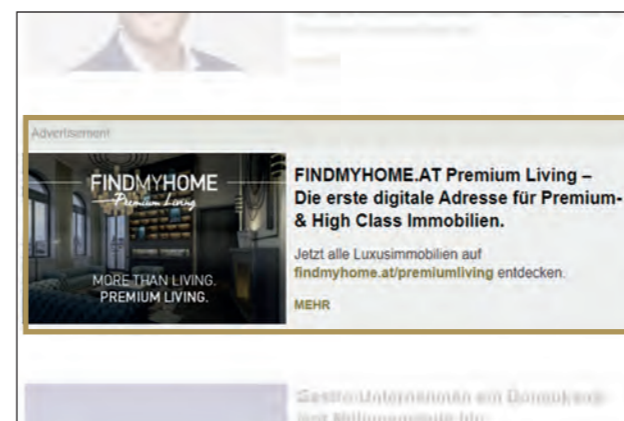 Advertisement
FINDMYHOME
Premium Living
MORE THAN LIVING.
PREMIUM LIVING.
FINDMYHOME.AT Premium Living –
Die erste digitale Adresse für Premium-
& High Class Immobilien.
Jetzt alle Luxusimmobilien auf
findmyhome.at/premiumliving entdecken.
MEHR